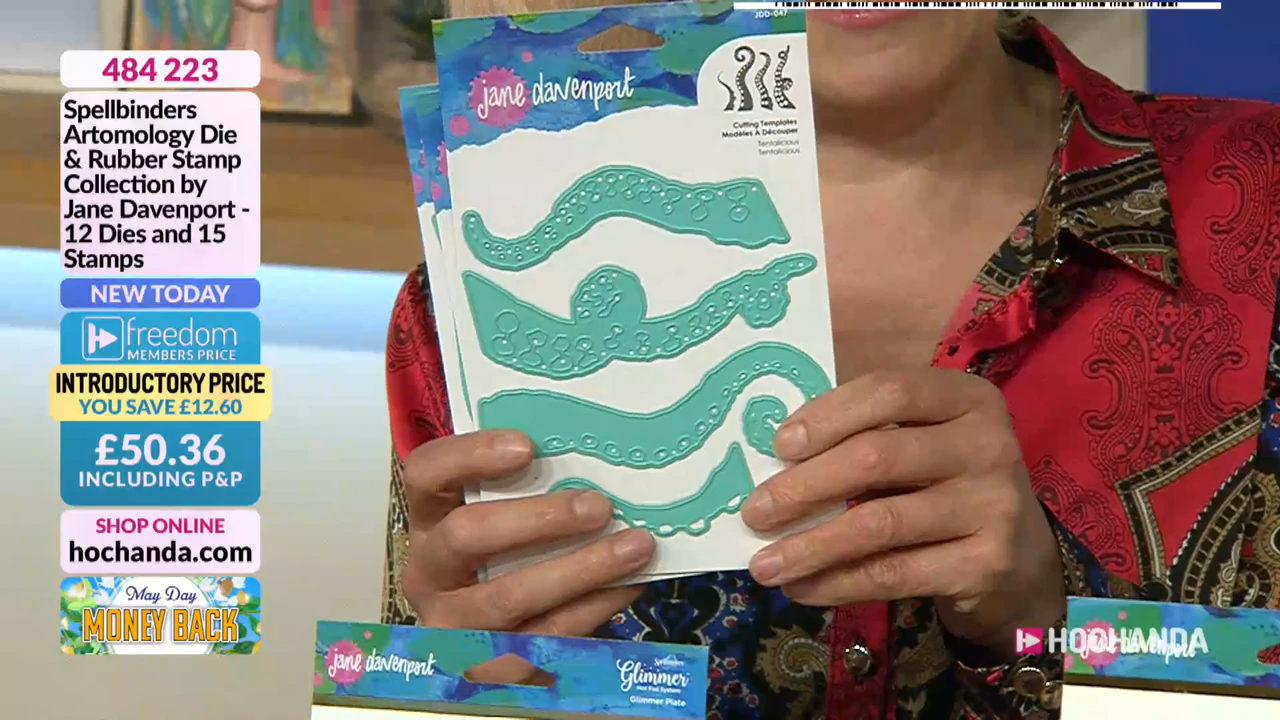 484 223
Spellbinders
Artomology Die
& Rubber Stamp
Collection by
Jane Davenport -
12 Dies and 15
Stamps
NEW TODAY
freedom
MEMBERS PRICE
INTRODUCTORY PRICE
YOU SAVE £12.60
£50.36
INCLUDING P&P
SHOP ONLINE
hochanda.com
May Day
MONEY BACK
JDD-047
jane davenport
Cutting Templates
Modèles À Découper
Tentalicious
Tentalicious
jane davenport
Spellbinders
Glimmer
Hot Foil System
Glimmer Plate
HOCHANDA
jane davenport